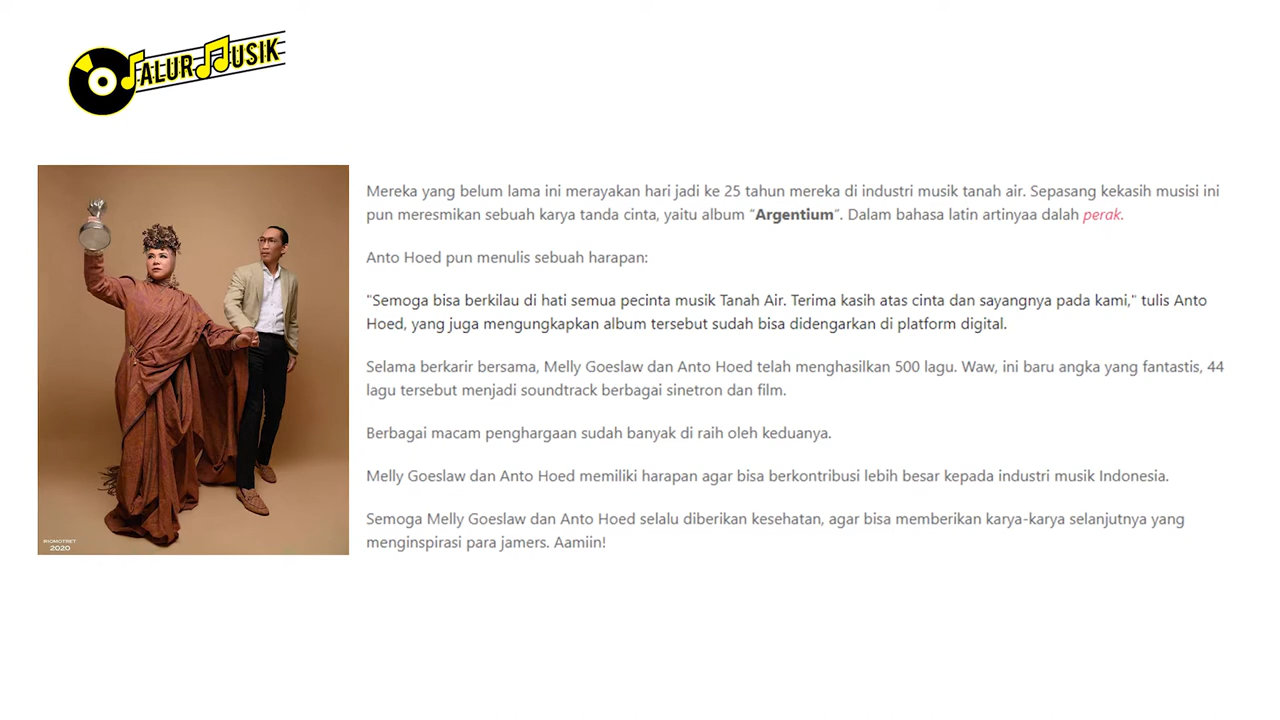 JALUR MUSIK
Mereka yang belum lama ini merayakan hari jadi ke 25 tahun mereka di industri musik tanah air. Sepasang kekasih musisi ini
pun meresmikan sebuah karya tanda cinta, yaitu album “Argentium”. Dalam bahasa latin artinyaa dalah perak.
Anto Hoed pun menulis sebuah harapan:
"Semoga bisa berkilau di hati semua pecinta musik Tanah Air. Terima kasih atas cinta dan sayangnya pada kami," tulis Anto
Hoed, yang juga mengungkapkan album tersebut sudah bisa didengarkan di platform digital.
Selama berkarir bersama, Melly Goeslaw dan Anto Hoed telah menghasilkan 500 lagu. Waw, ini baru angka yang fantastis, 44
lagu tersebut menjadi soundtrack berbagai sinetron dan film.
Berbagai macam penghargaan sudah banyak di raih oleh keduanya.
Melly Goeslaw dan Anto Hoed memiliki harapan agar bisa berkontribusi lebih besar kepada industri musik Indonesia.
Semoga Melly Goeslaw dan Anto Hoed selalu diberikan kesehatan, agar bisa memberikan karya-karya selanjutnya yang
menginspirasi para jamers. Aamiin!
2020